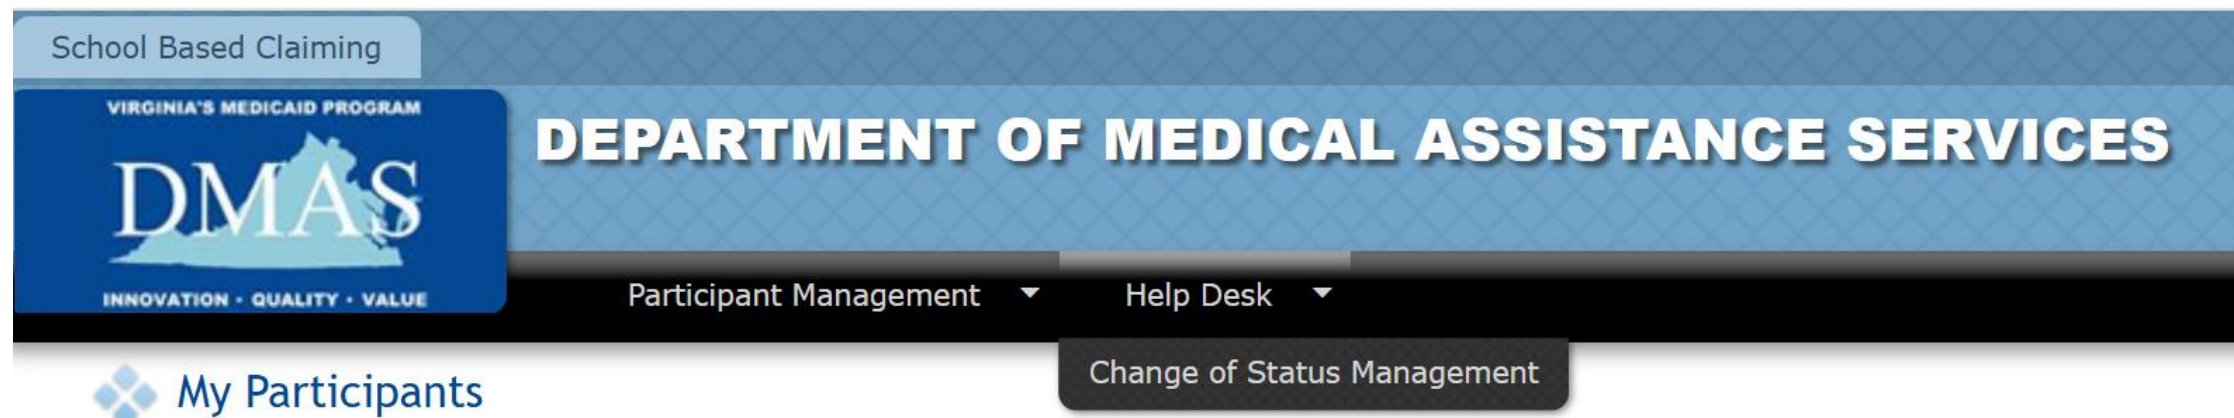 School Based Claiming
VIRGINIA'S MEDICAID PROGRAM
DMAS
INNOVATION · QUALITY · VALUE
DEPARTMENT OF MEDICAL ASSISTANCE SERVICES
Participant Management
Help Desk
Change of Status Management
My Participants